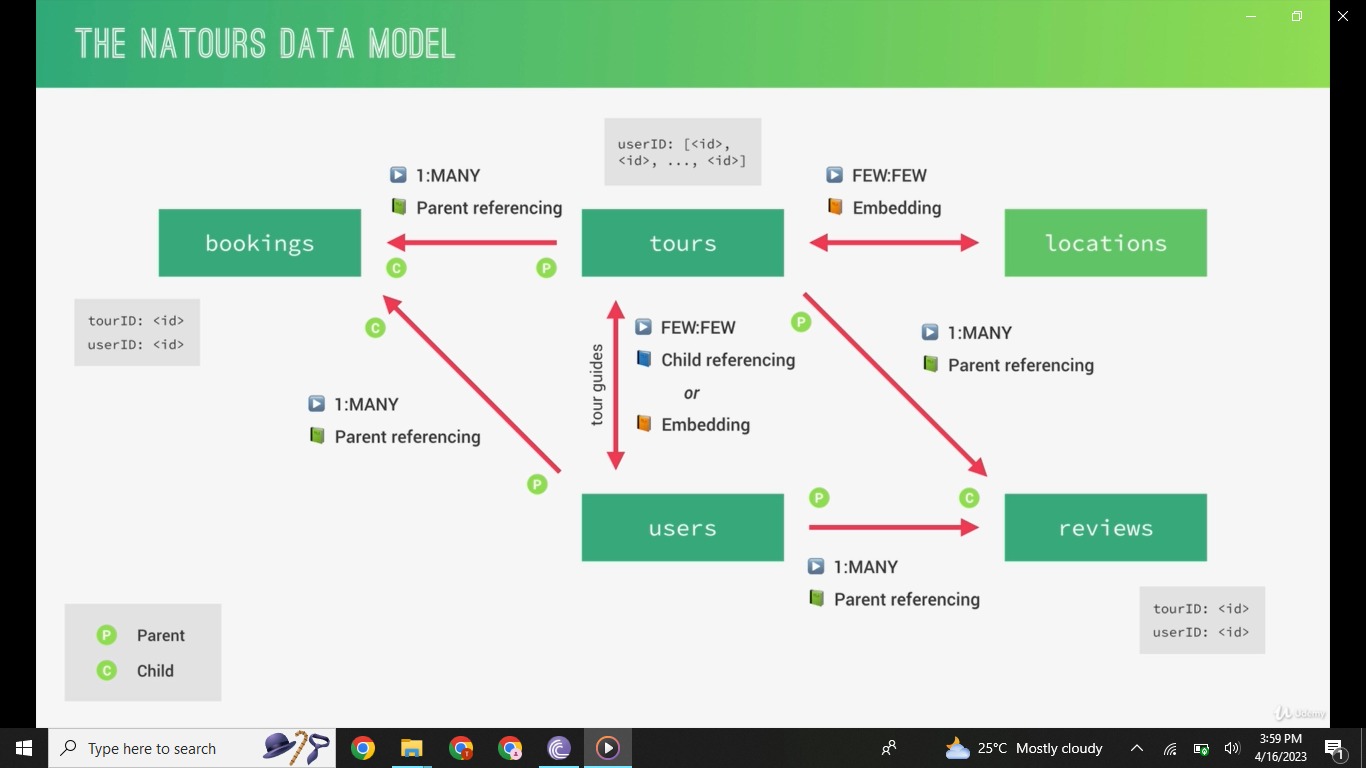 THE NATOURS DATA MODEL
userID: [<id>,
<id>, ..., <id>]
1:MANY
Parent referencing
FEW:FEW
Embedding
bookings
tours
locations
C
P
tourID: <id>
userID: <id>
C
tour guides
FEW:FEW
Child referencing
or
Embedding
P
1:MANY
Parent referencing
1:MANY
Parent referencing
P
users
P
C
reviews
1:MANY
Parent referencing
tourID: <id>
userID: <id>
P Parent
C Child
Udemy
Type here to search
25°C Mostly cloudy
3:59 PM
4/16/2023
1